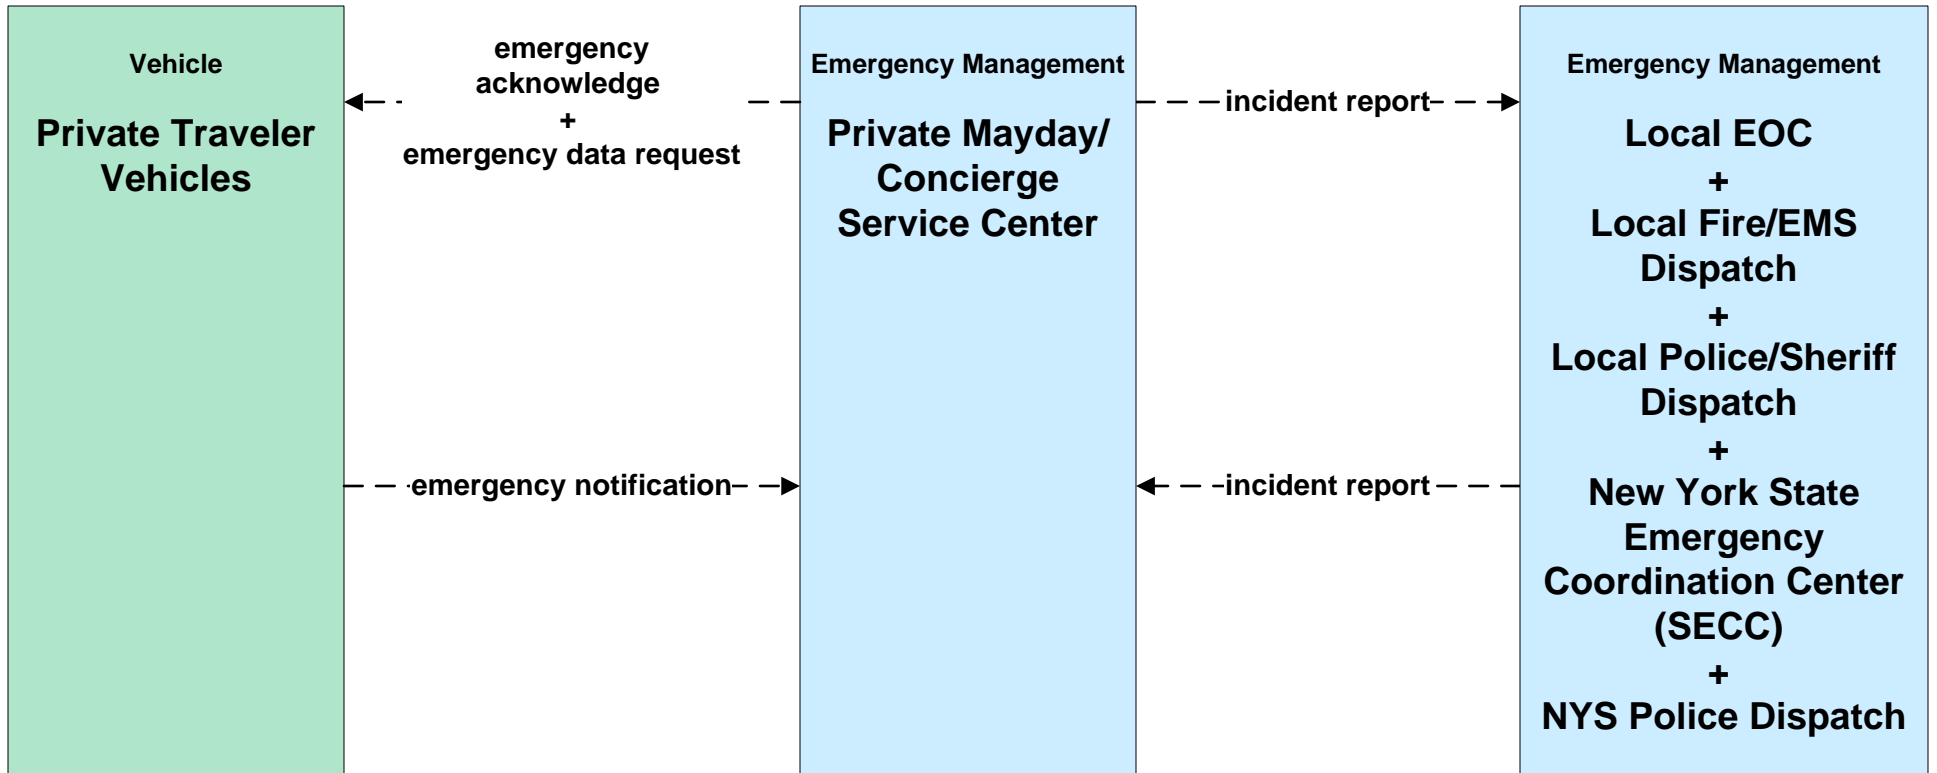 Vehicle
Private Traveler
Vehicles
emergency
acknowledge
+
emergency data request
emergency notification
Emergency Management
Private Mayday/
Concierge
Service Center
incident report
incident report
Emergency Management
Local EOC
+
Local Fire/EMS
Dispatch
+
Local Police/Sheriff
Dispatch
+
New York State
Emergency
Coordination Center
(SECC)
+
NYS Police Dispatch